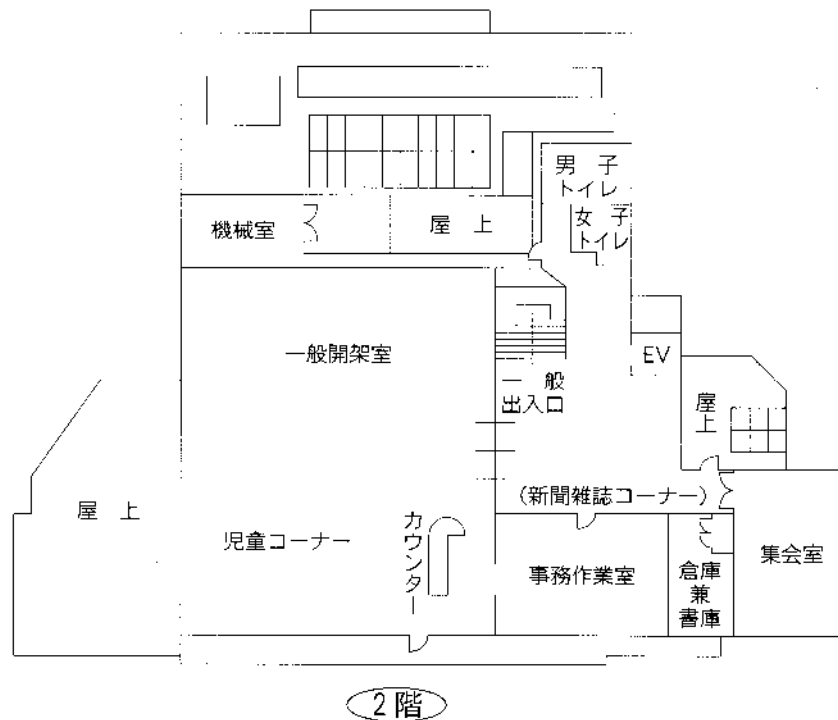 男 子
トイレ
女 子
トイレ
機械室
屋 上
一般開架室
EV
一 般
出入口
屋
上
(新聞雑誌コーナー)
屋 上
児童コーナー
カウンター
事務作業室
倉庫
兼
書庫
集会室
2階